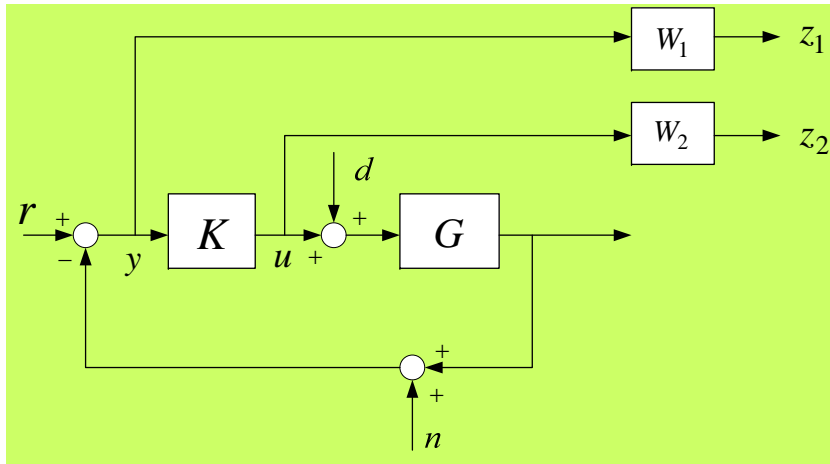 W₁
z₁
W₂
z₂
d
r
+
−
y
K
u
+
+
G
+
+
n